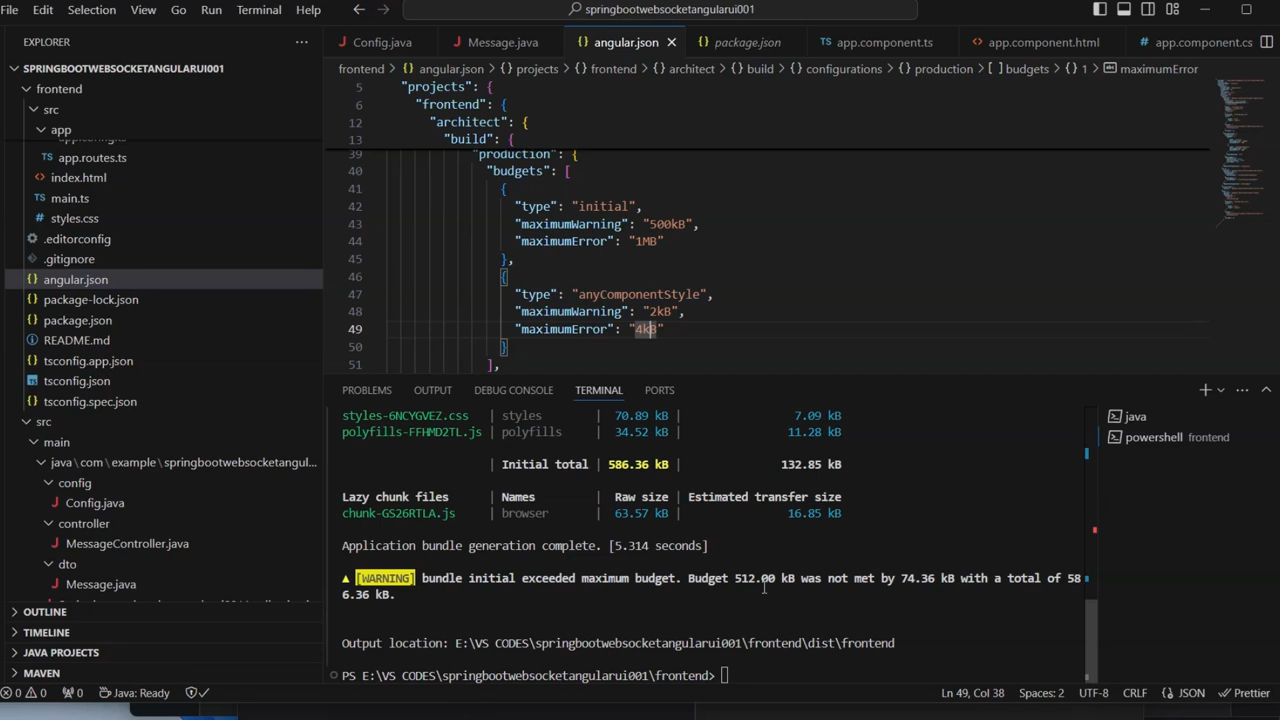 File Edit Selection View Go Run Terminal Help
springbootwebsocketangularui001
EXPLORER
SPRINGBOOTWEBSOCKETANGULARUI001
frontend
src
app
app.routes.ts
index.html
main.ts
styles.css
.editorconfig
.gitignore
angular.json
package-lock.json
package.json
README.md
tsconfig.app.json
tsconfig.json
tsconfig.spec.json
src
main
java\com\example\springbootwebsocketangul...
config
Config.java
controller
MessageController.java
dto
Message.java
OUTLINE
TIMELINE
JAVA PROJECTS
MAVEN
Config.java Message.java angular.json package.json app.component.ts app.component.html app.component.cs
frontend > angular.json > projects > frontend > architect > build > configurations > production > budgets > 1 > maximumError
5 "projects": {
6 "frontend": {
12 "architect": {
13 "build": {
39 "production": {
40 "budgets": [
41 {
42 "type": "initial",
43 "maximumWarning": "500kB",
44 "maximumError": "1MB"
45 },
46 {
47 "type": "anyComponentStyle",
48 "maximumWarning": "2kB",
49 "maximumError": "4kB"
50 }
51 ],
PROBLEMS OUTPUT DEBUG CONSOLE TERMINAL PORTS
styles-6NCYGVEZ.css | styles | 70.89 kB | 7.09 kB
polyfills-FFHMD2TL.js | polyfills | 34.52 kB | 11.28 kB
| Initial total | 586.36 kB | 132.85 kB
Lazy chunk files | Names | Raw size | Estimated transfer size
chunk-GS26RTLA.js | browser | 63.57 kB | 16.85 kB
Application bundle generation complete. [5.314 seconds]
▲ [WARNING] bundle initial exceeded maximum budget. Budget 512.00 kB was not met by 74.36 kB with a total of 58
6.36 kB.
Output location: E:\VS CODES\springbootwebsocketangularui001\frontend\dist\frontend
PS E:\VS CODES\springbootwebsocketangularui001\frontend>
java
powershell frontend
0 0 0 Java: Ready Ln 49, Col 38 Spaces: 2 UTF-8 CRLF {} JSON Prettier